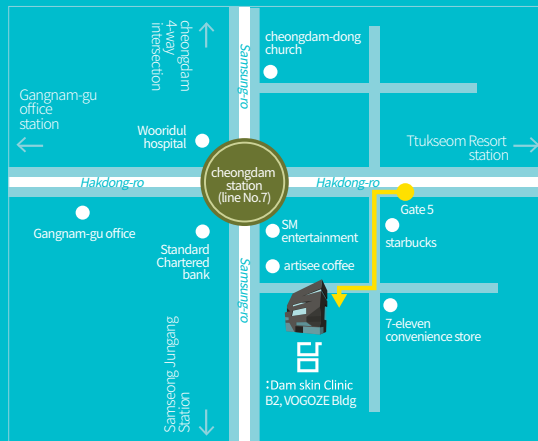 cheongdam
4-way
intersection
Samsung-ro
cheongdam-dong
church
Gangnam-gu
office
station
Wooridul
hospital
Ttukseom Resort
station
cheongdam
station
(line No.7)
Hakdong-ro
Hakdong-ro
Gate 5
Gangnam-gu office
Standard
Chartered
bank
SM
entertainment
starbucks
artisee coffee
Samsung-ro
7-eleven
convenience store
Samseong Jungang
Station
담
:Dam skin Clinic
B2, VOGOZE Bldg